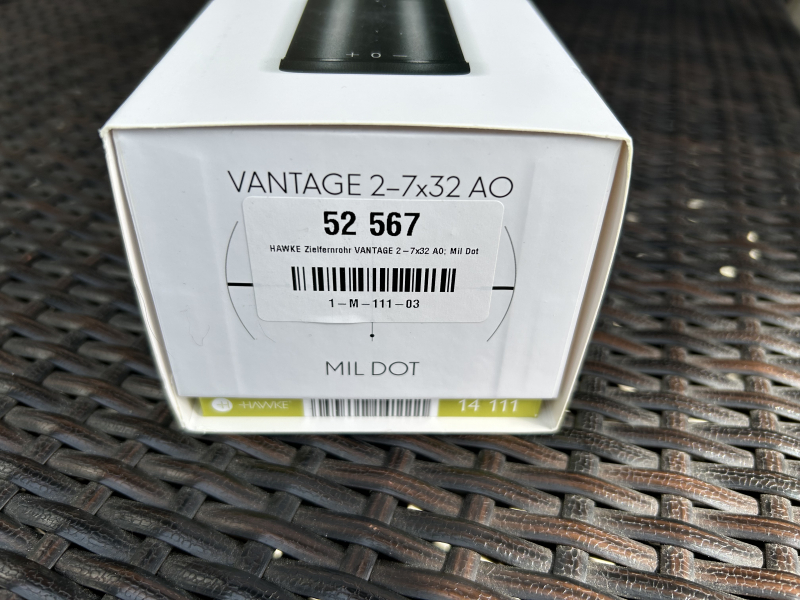 + 0 —
VANTAGE 2–7x32 AO
52 567
HAWKE Zielfernrohr VANTAGE 2–7x32 AO; Mil Dot
1–M–111–03
MIL DOT
HAWKE 14 111